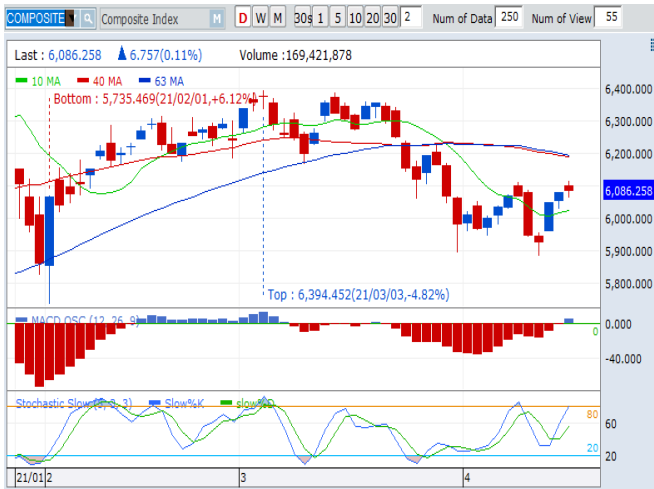 COMPOSITE Composite Index M D W M 30s 1 5 10 20 30 2 Num of Data 250 Num of View 55
Last : 6,086.258 ▲ 6.757(0.11%) Volume :169,421,878
10 MA 40 MA 63 MA
Bottom : 5,735.469(21/02/01,+6.12%)
6,400.000
6,300.000
6,200.000
6,086.258
6,000.000
5,900.000
5,800.000
Top : 6,394.452(21/03/03,-4.82%)
MACD OSC (12, 26, 9)
0.000
0
-40.000
Stochastic Slow(5, 3, 3) Slow%K slow%D
80
60
20
20
21/01 2 3 4